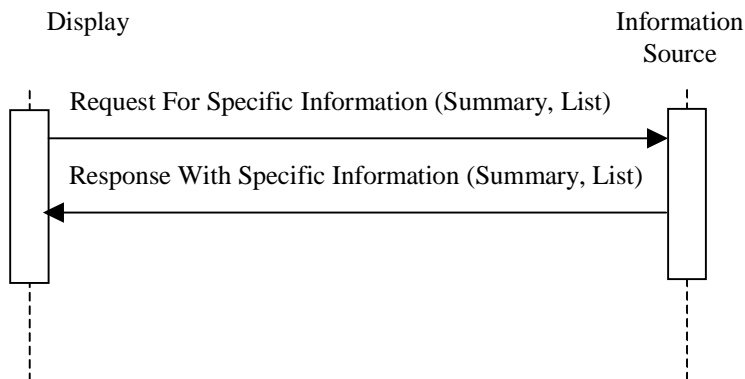 Display
Information
Source
Request For Specific Information (Summary, List)
Response With Specific Information (Summary, List)